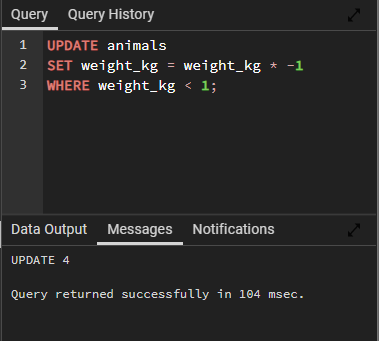 Query Query History
1 UPDATE animals
2 SET weight_kg = weight_kg * -1
3 WHERE weight_kg < 1;
Data Output Messages Notifications
UPDATE 4
Query returned successfully in 104 msec.